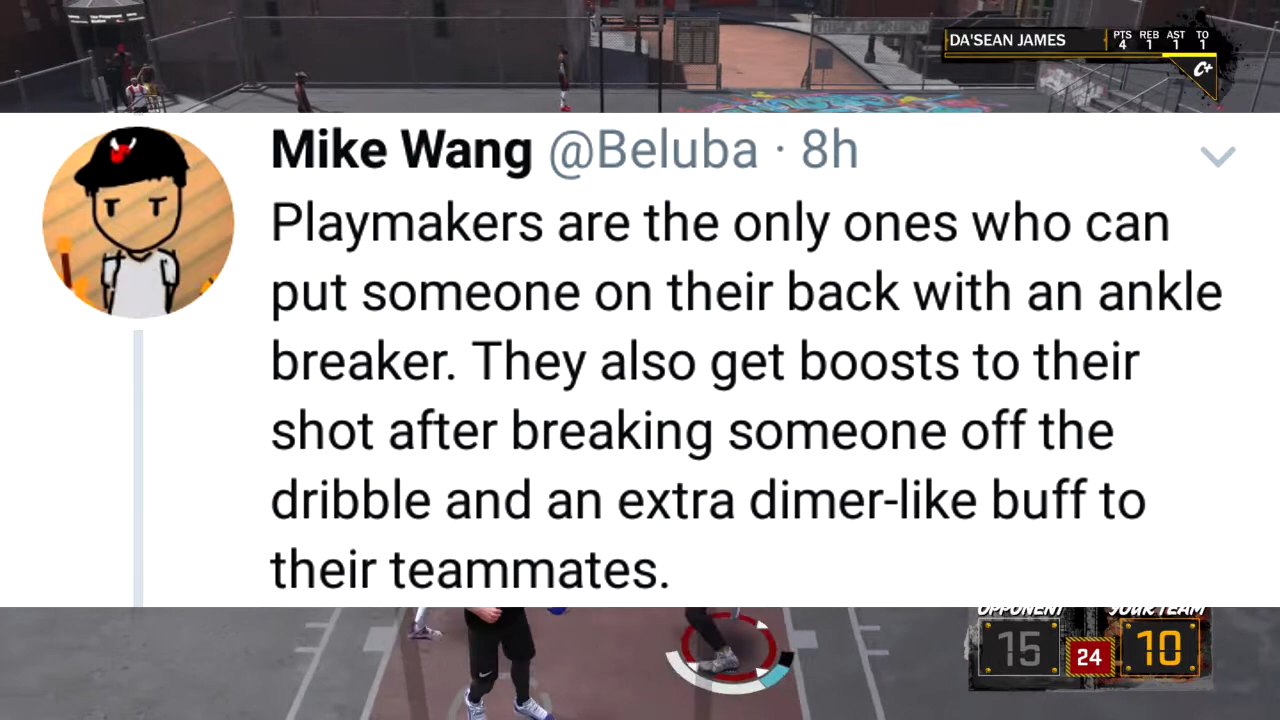 DA'SEAN JAMES
PTS REB AST TO
4 1 1 1
C+
Mike Wang @Beluba · 8h
Playmakers are the only ones who can
put someone on their back with an ankle
breaker. They also get boosts to their
shot after breaking someone off the
dribble and an extra dimer-like buff to
their teammates.
OPPONENT YOUR TEAM
15 24 10